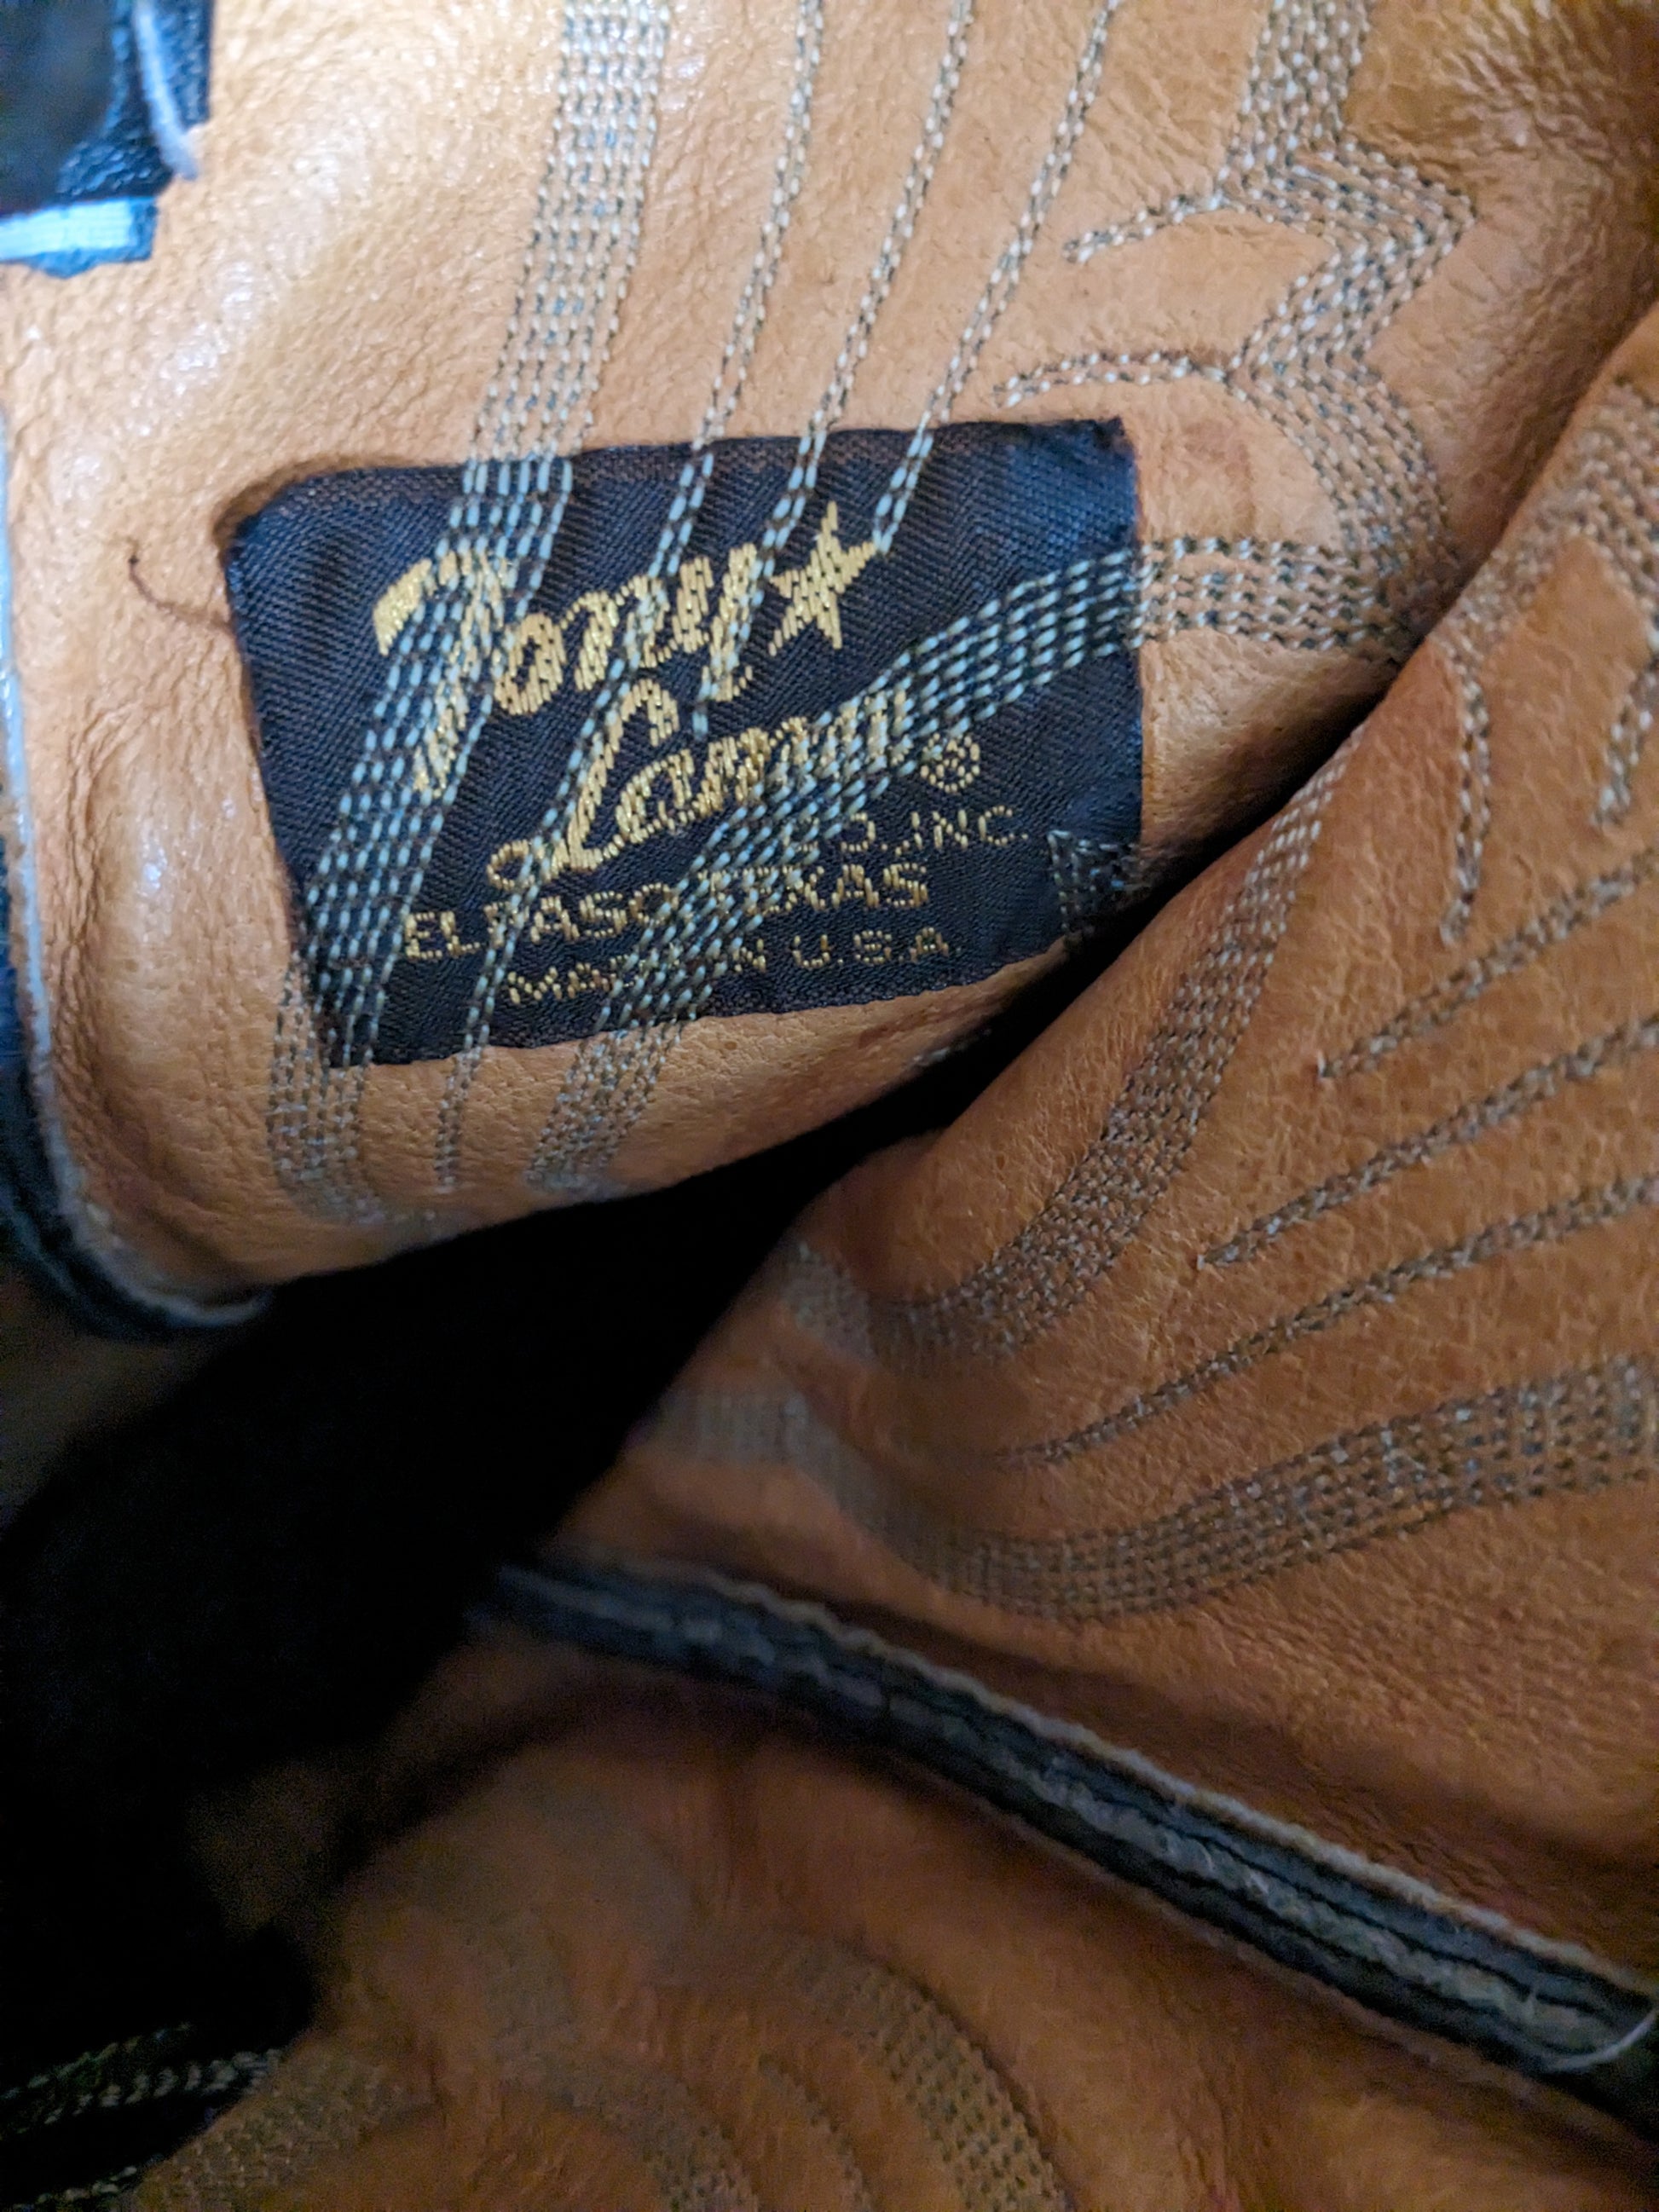 Tony
Lama ®
CO., INC.
EL PASO, TEXAS
MADE IN U.S.A.